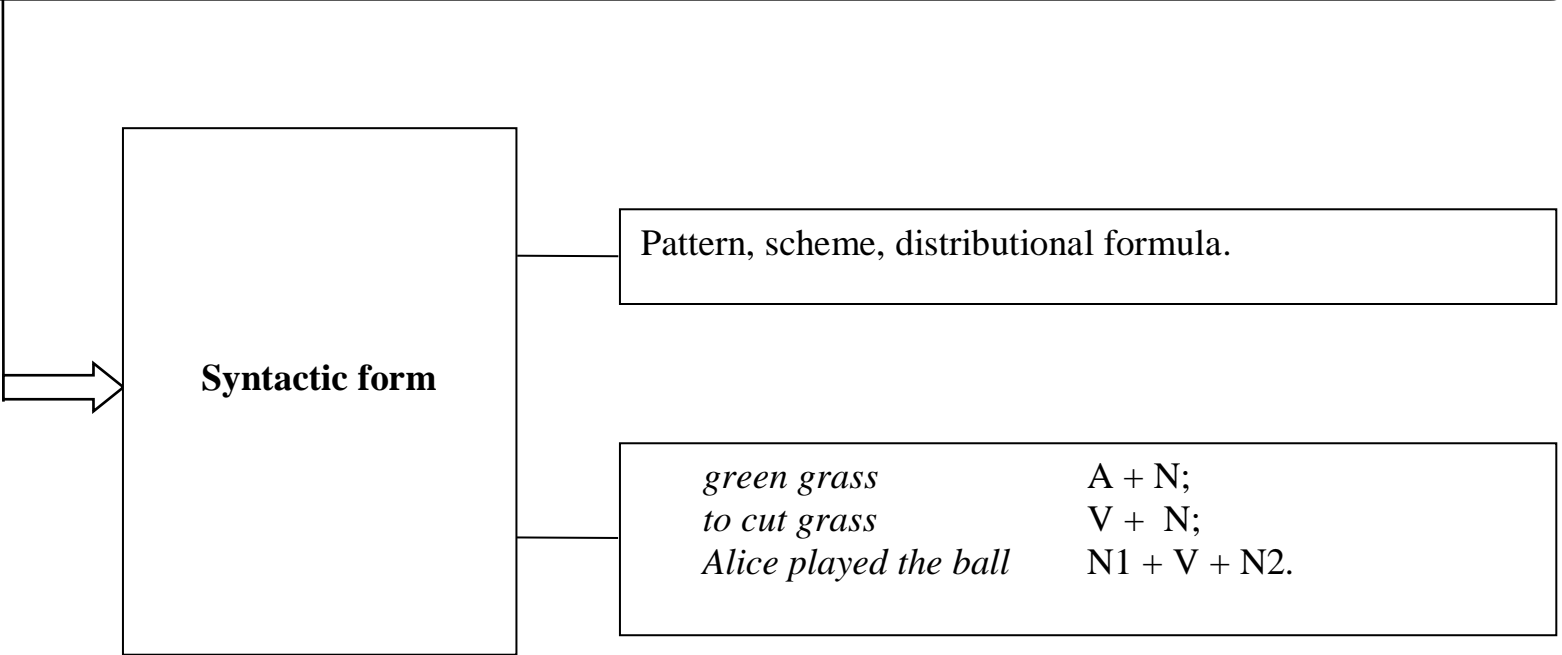 Syntactic form
Pattern, scheme, distributional formula.
green grass A + N;
to cut grass V + N;
Alice played the ball N1 + V + N2.